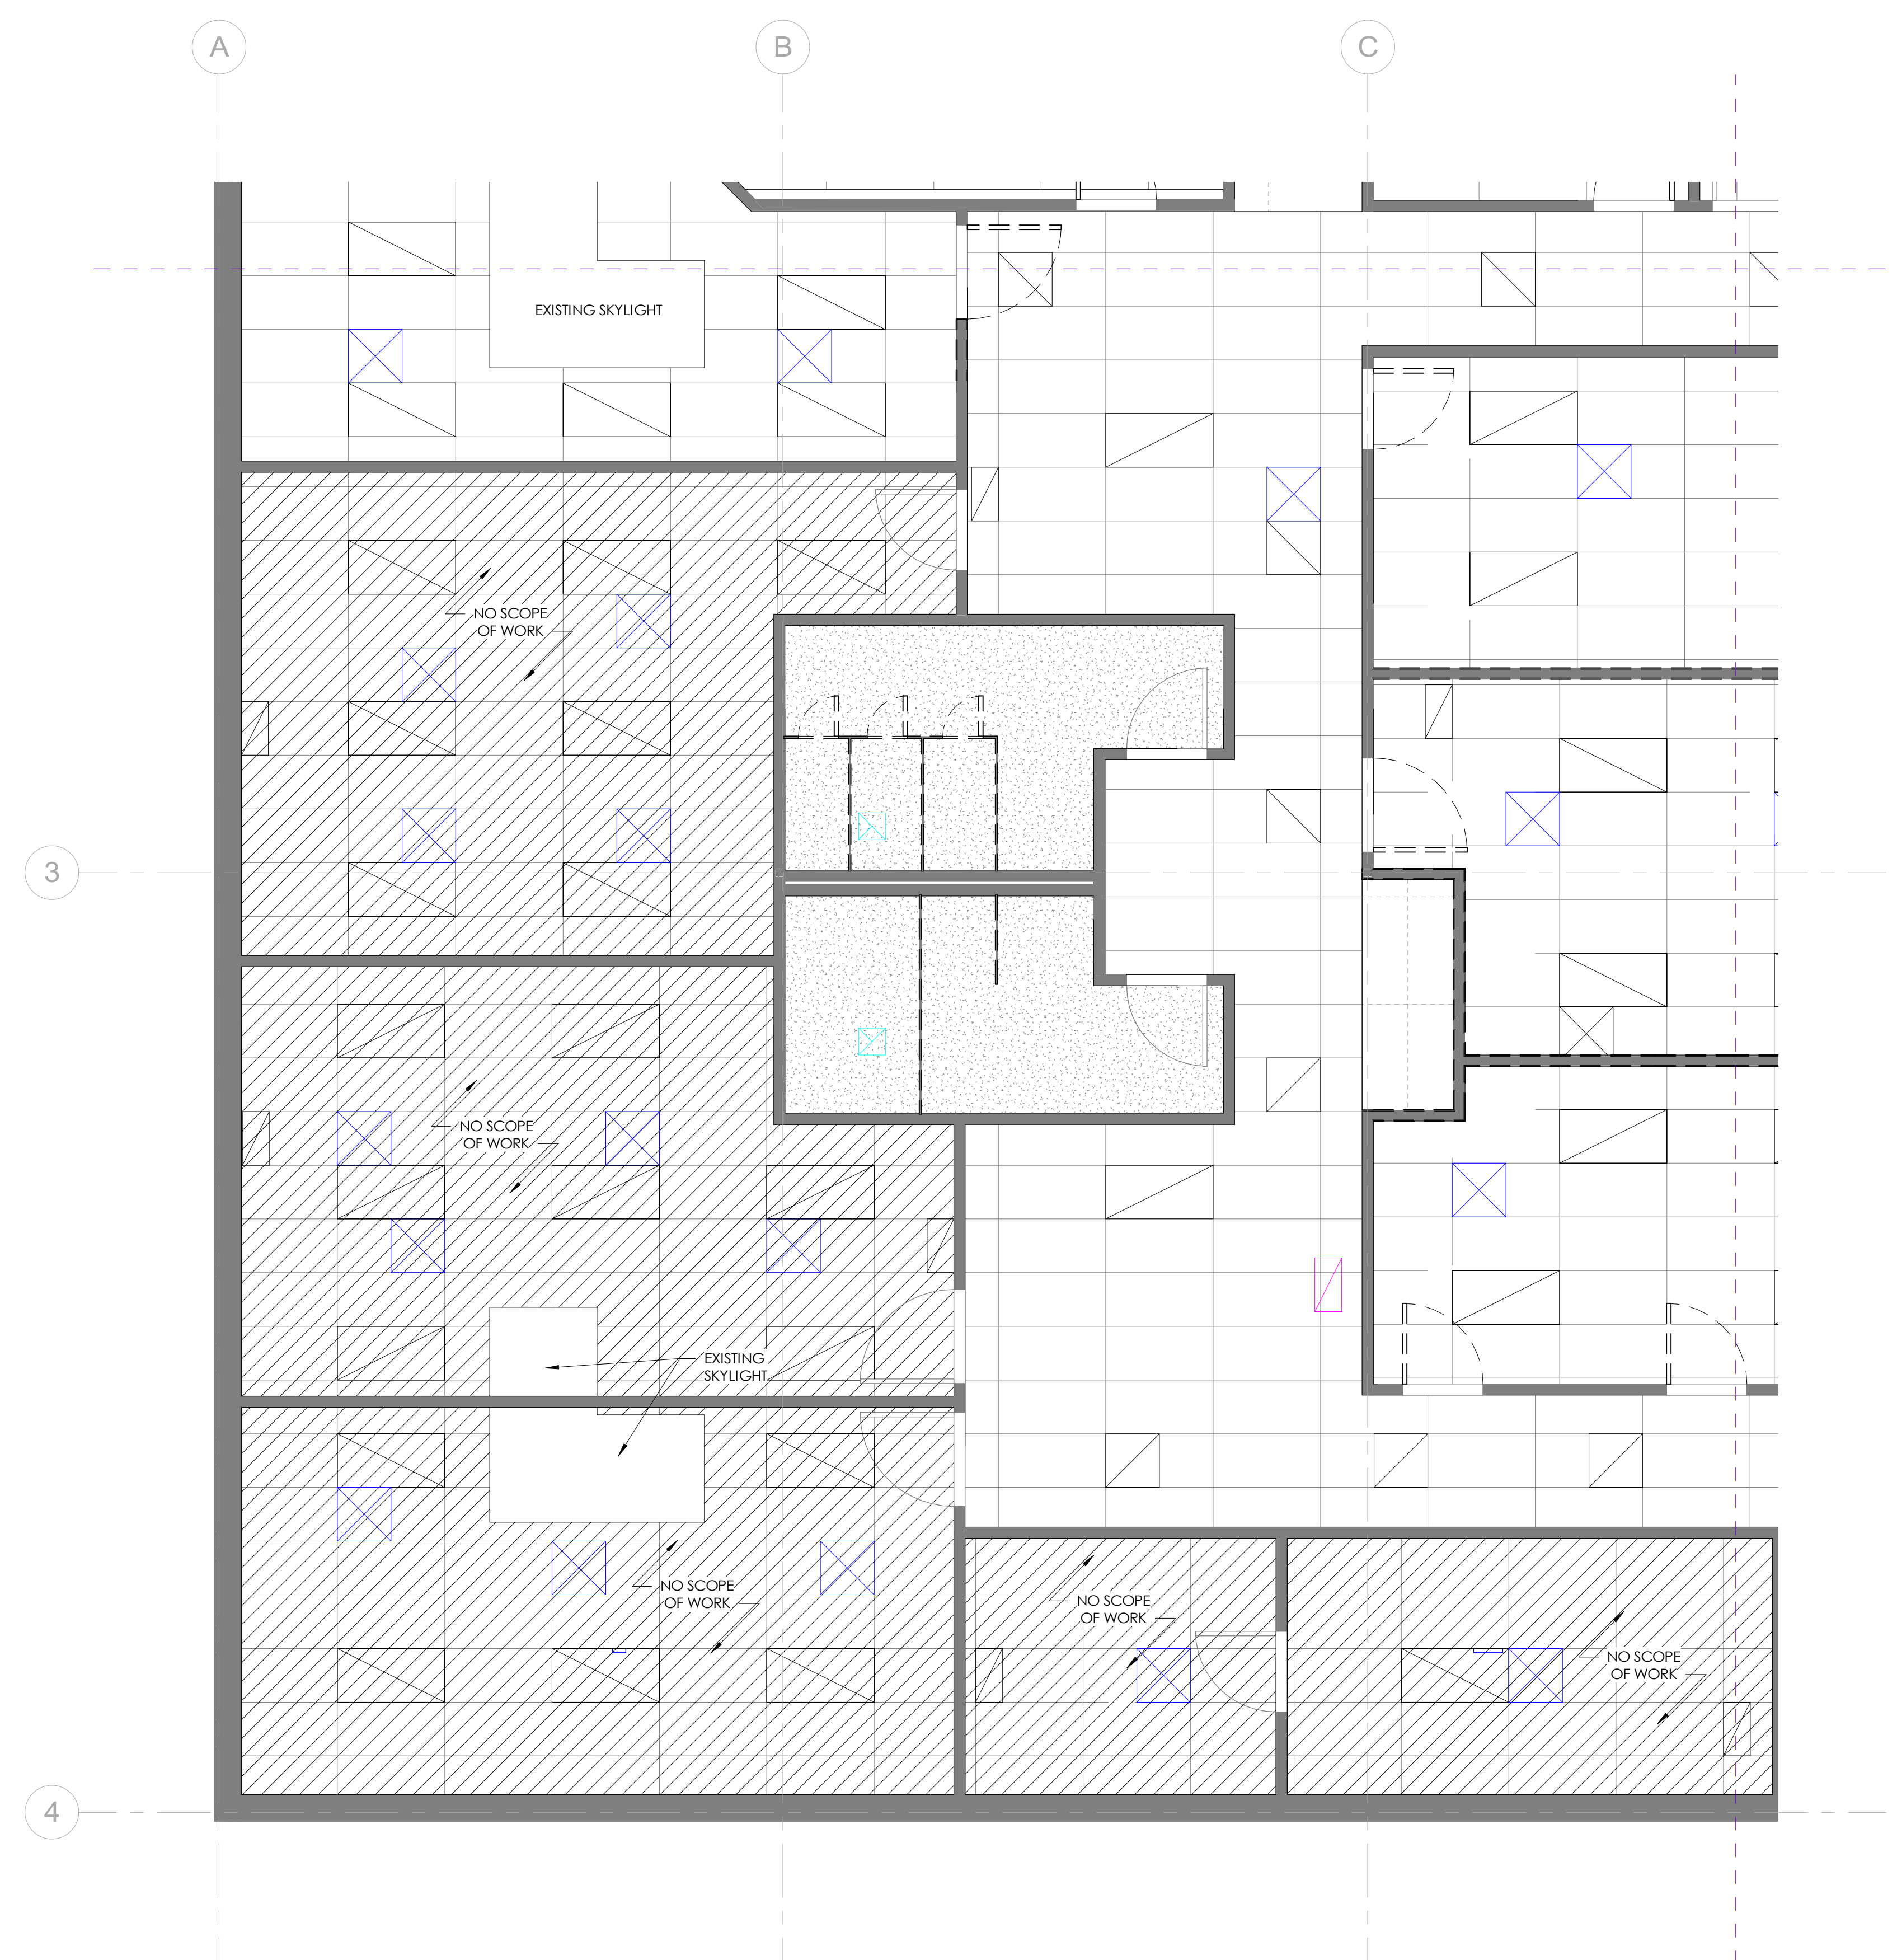 A
B
C
EXISTING SKYLIGHT
NO SCOPE
OF WORK
3
NO SCOPE
OF WORK
EXISTING
SKYLIGHT
NO SCOPE
OF WORK
NO SCOPE
OF WORK
NO SCOPE
OF WORK
4